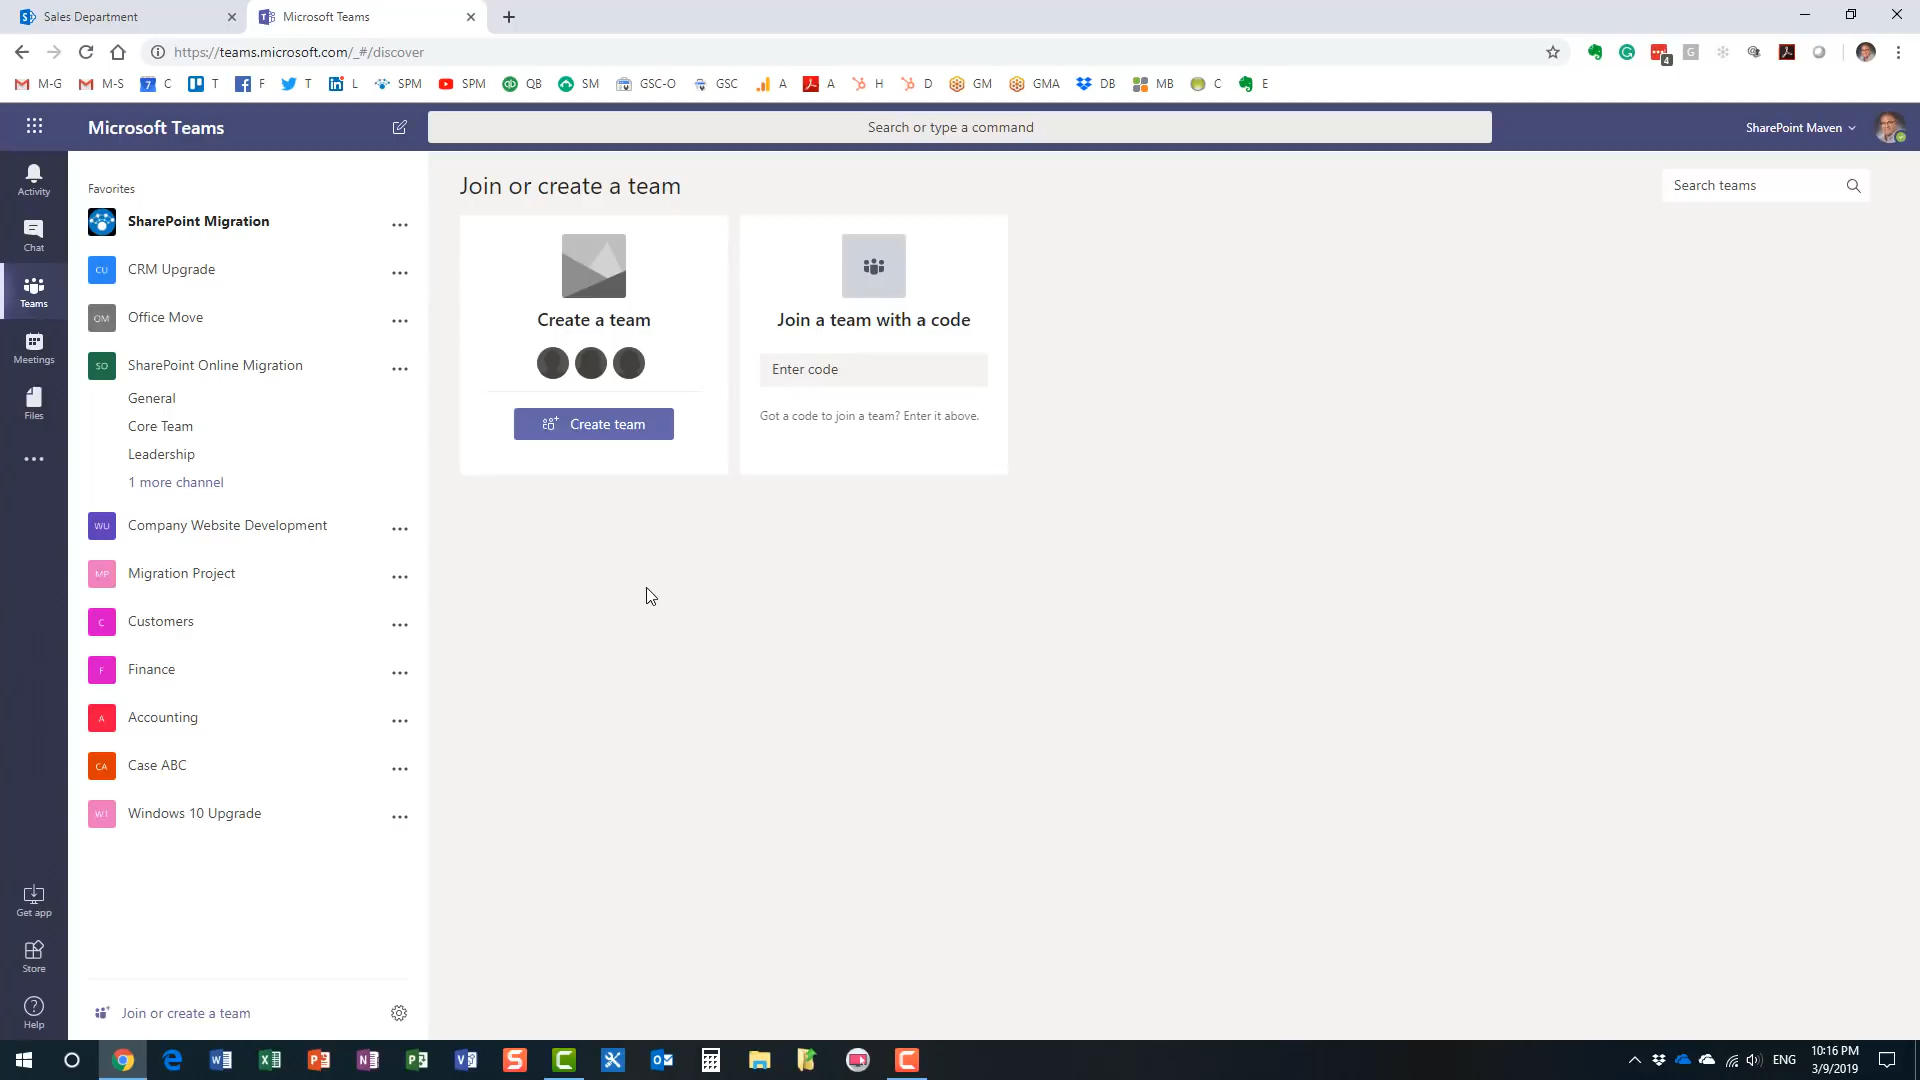 Sales Department
Microsoft Teams
https://teams.microsoft.com/_#/discover
4
M-G
M-S
7 C
T
F
T
L
SPM
SPM
QB
SM
GSC-O
GSC
A
A
H
D
GM
GMA
DB
MB
C
E
Microsoft Teams
Search or type a command
SharePoint Maven
Activity
Chat
Teams
Meetings
Files
Get app
Store
Help
Favorites
SharePoint Migration
CU CRM Upgrade
OM Office Move
SO SharePoint Online Migration
General
Core Team
Leadership
1 more channel
WU Company Website Development
MP Migration Project
C Customers
F Finance
A Accounting
CA Case ABC
W1 Windows 10 Upgrade
Join or create a team
Join or create a team
Search teams
Create a team
Create team
Join a team with a code
Enter code
Got a code to join a team? Enter it above.
ENG
10:16 PM
3/9/2019